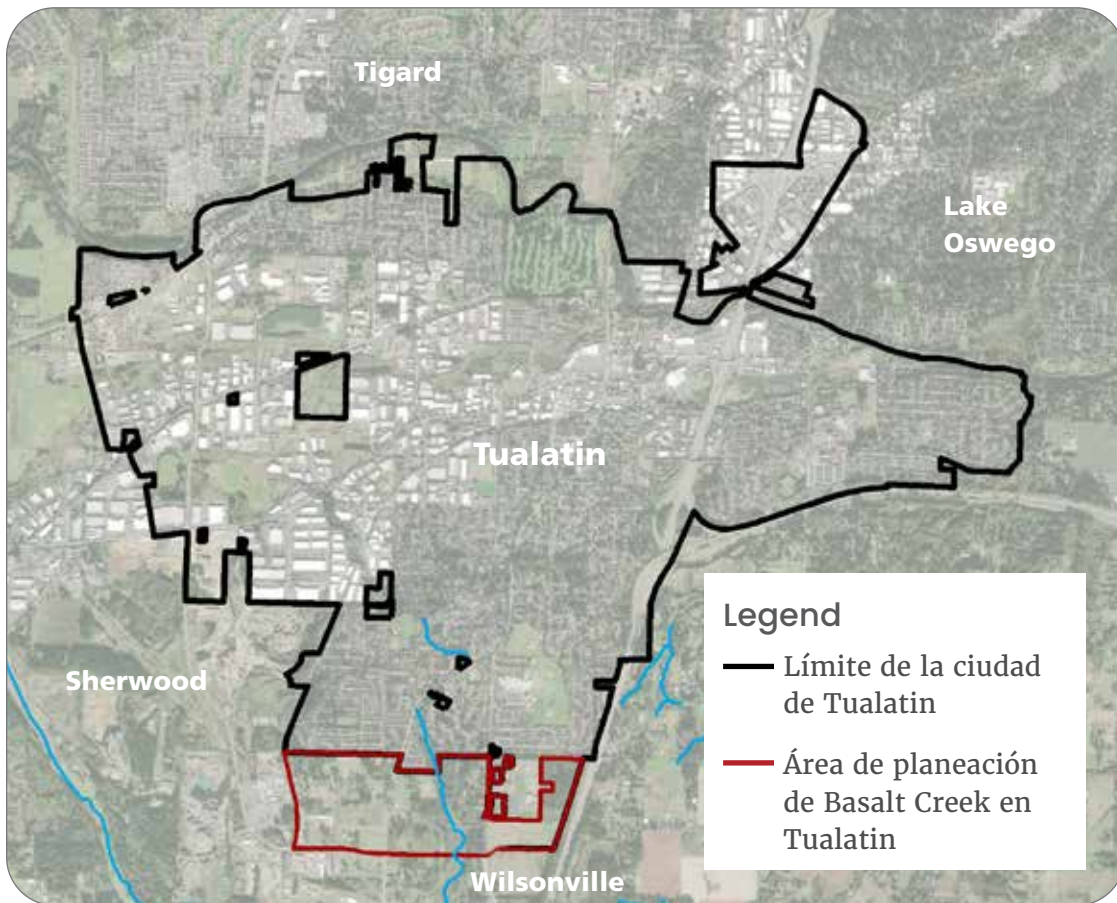 Tigard
Lake
Oswego
Tualatin
Sherwood
Wilsonville
Legend
Límite de la ciudad
de Tualatin
Área de planeación
de Basalt Creek en
Tualatin